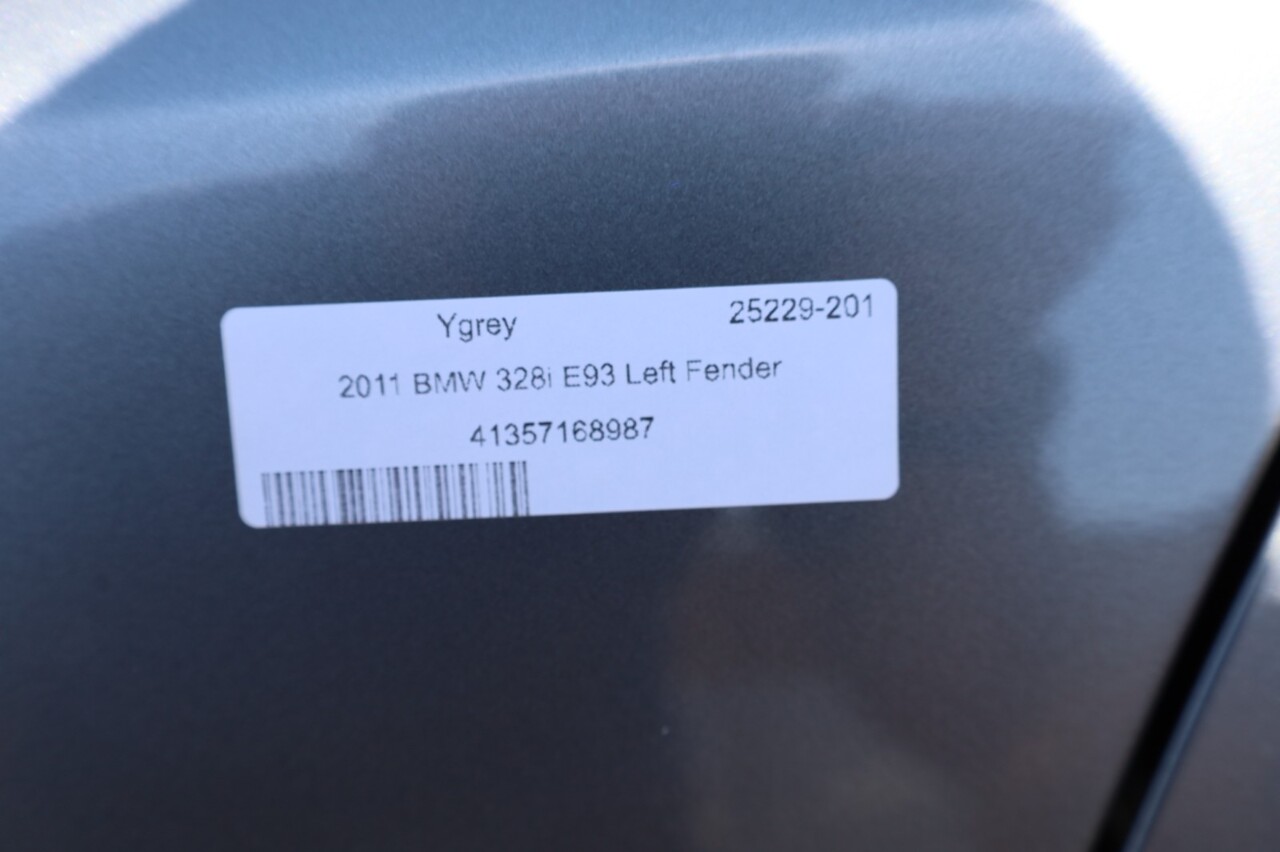 Ygrey 25229-201
2011 BMW 328i E93 Left Fender
41357168987